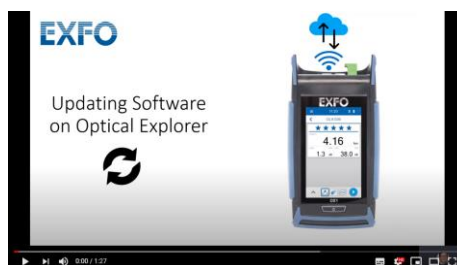 EXFO
Updating Software
on Optical Explorer
EXFO
4.16
0:00 / 1:27